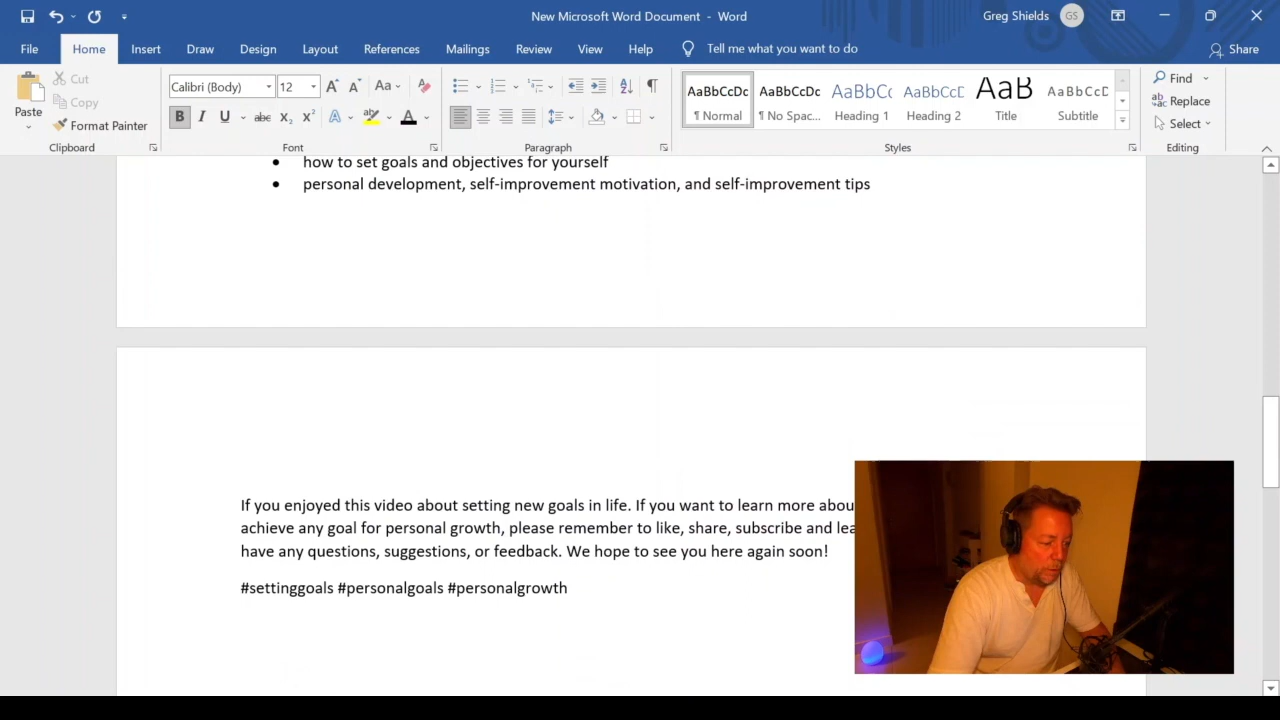 New Microsoft Word Document - Word
Greg Shields GS
File Home Insert Draw Design Layout References Mailings Review View Help Tell me what you want to do Share
Paste
Cut
Copy
Format Painter
Clipboard
Calibri (Body) 12 Aa
B I U abc X₂ X² A A
Font
Paragraph
AaBbCcDc AaBbCcDc AaBbCc AaBbCcD AaB AaBbCcD
¶ Normal ¶ No Spac... Heading 1 Heading 2 Title Subtitle
Styles
Find
Replace
Select
Editing
• how to set goals and objectives for yourself
• personal development, self-improvement motivation, and self-improvement tips
If you enjoyed this video about setting new goals in life. If you want to learn more abou
achieve any goal for personal growth, please remember to like, share, subscribe and lea
have any questions, suggestions, or feedback. We hope to see you here again soon!
#settinggoals #personalgoals #personalgrowth